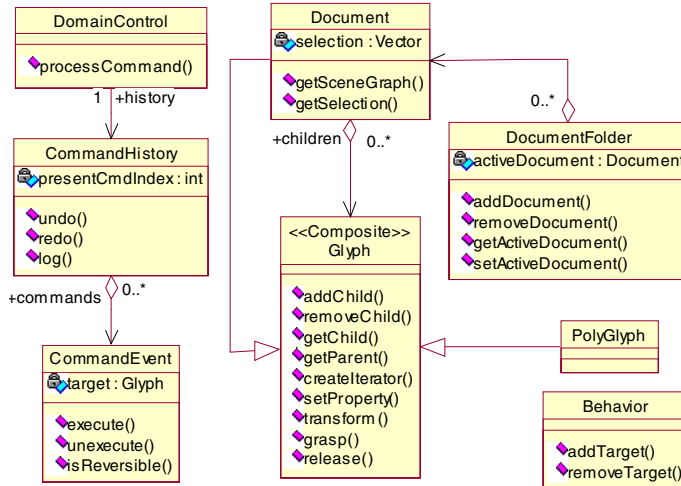 DomainControl
processCommand()
1 +history
CommandHistory
presentCmdIndex : int
undo()
redo()
log()
+commands 0..*
CommandEvent
target : Glyph
execute()
unexecute()
isReversible()
Document
selection : Vector
getSceneGraph()
getSelection()
+children 0..*
<<Composite>>
Glyph
addChild()
removeChild()
getChild()
getParent()
createIterator()
setProperty()
transform()
grasp()
release()
0..*
DocumentFolder
activeDocument : Document
addDocument()
removeDocument()
getActiveDocument()
setActiveDocument()
PolyGlyph
Behavior
addTarget()
removeTarget()